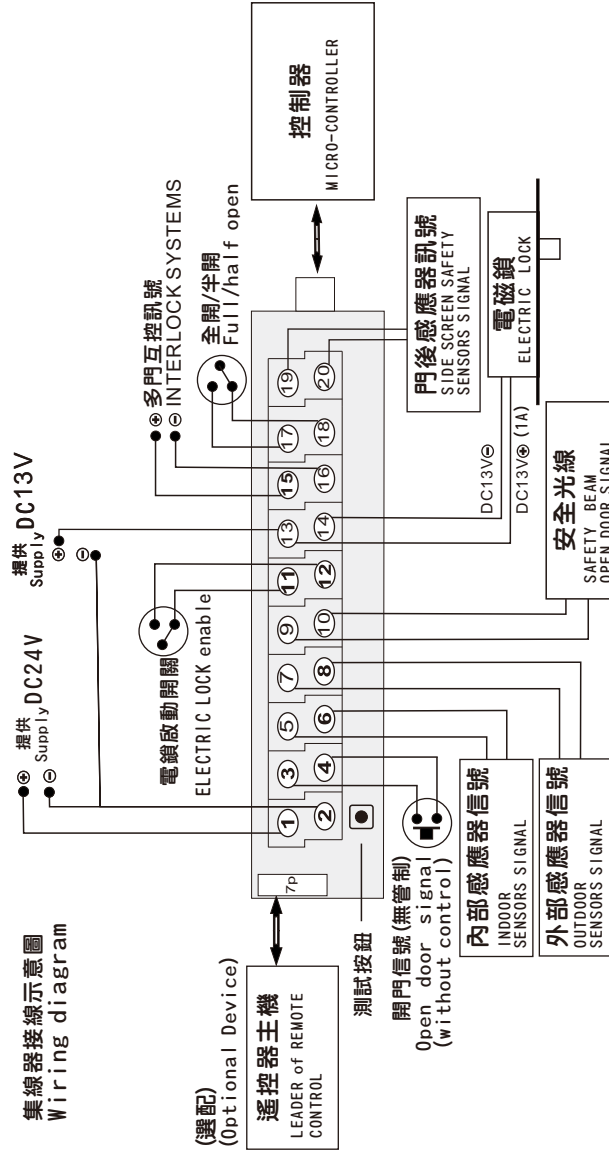 集線器接線示意圖
Wiring diagram
提供
Supply DC24V
⊕
⊖
提供
Supply DC13V
⊕
⊖
電鎖啟動開關
ELECTRIC LOCK enable
⊕ 多門互控訊號
⊖ INTERLOCK SYSTEMS
全開/半開
Full/half open
(選配)
(Optional Device)
遙控器主機
LEADER of REMOTE
CONTROL
7p
1 3 5 7 9 11 13 15 17 19
2 4 6 8 10 12 14 16 18 20
控制器
MICRO-CONTROLLER
測試按鈕
開門信號(無管制)
Open door signal
(without control)
內部感應器信號
INDOOR
SENSORS SIGNAL
外部感應器信號
OUTDOOR
SENSORS SIGNAL
安全光線
SAFETY BEAM
OPEN DOOR SIGNAL
DC13V⊖
DC13V⊕ (1A)
門後感應器訊號
SIDE SCREEN SAFETY
SENSORS SIGNAL
電磁鎖
ELECTRIC LOCK